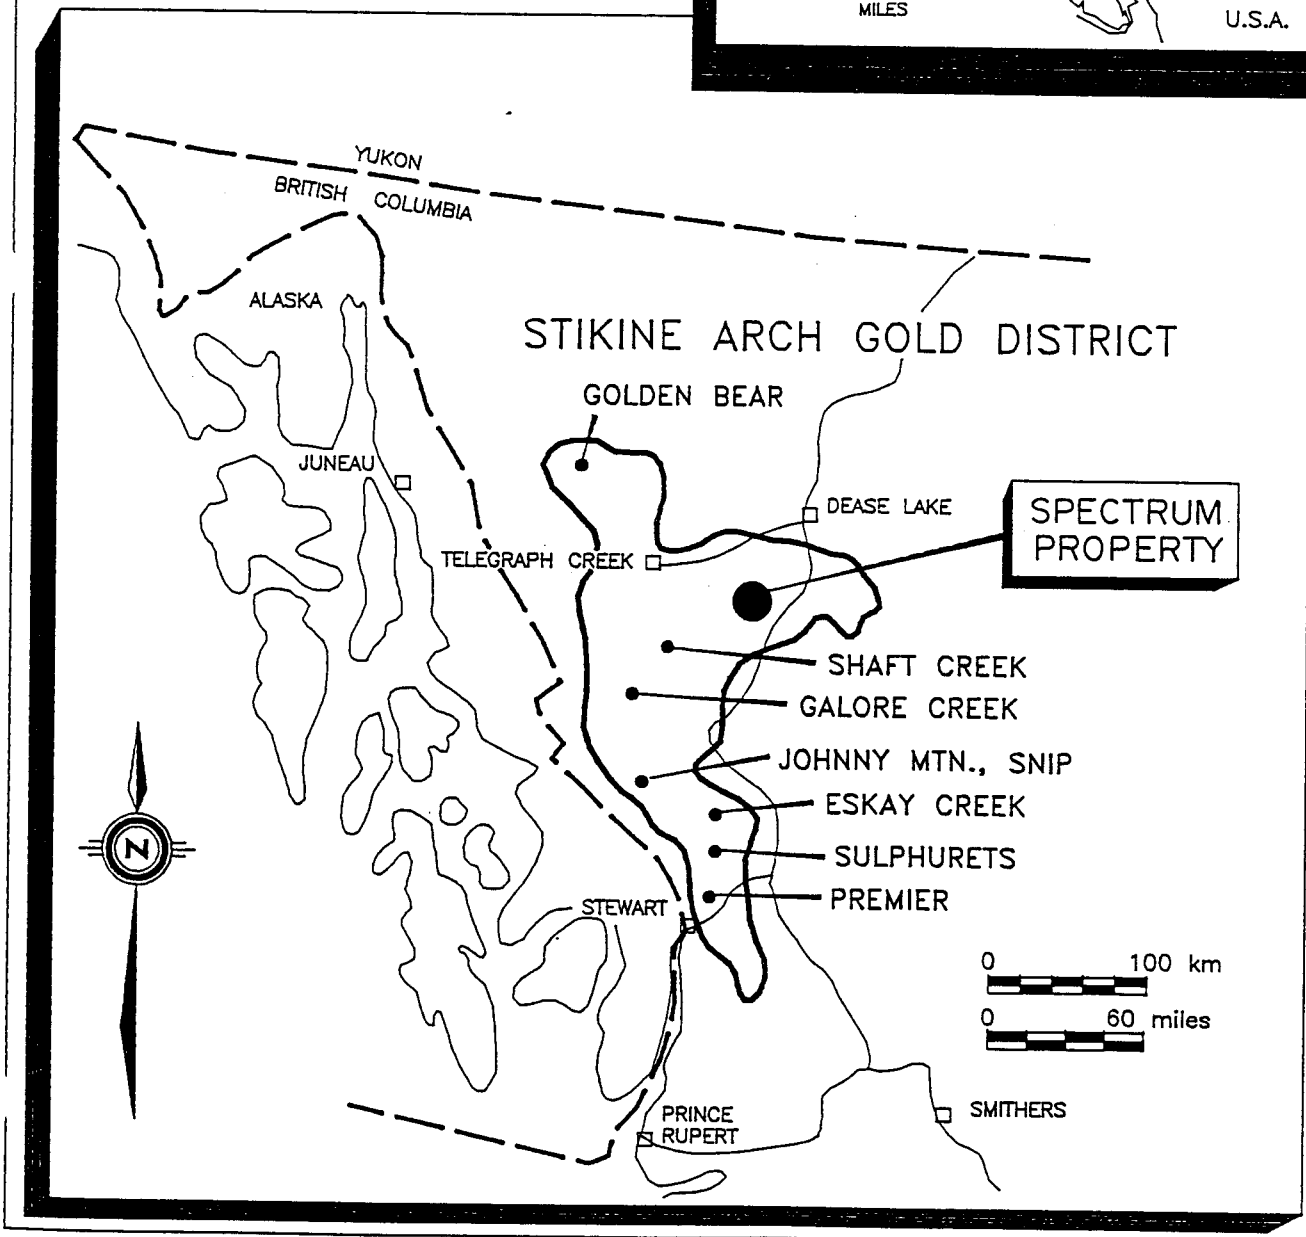 MILES
U.S.A.
YUKON
BRITISH COLUMBIA
ALASKA
STIKINE ARCH GOLD DISTRICT
GOLDEN BEAR
JUNEAU
DEASE LAKE
SPECTRUM
PROPERTY
TELEGRAPH CREEK
SHAFT CREEK
GALORE CREEK
JOHNNY MTN., SNIP
ESKAY CREEK
SULPHURETS
PREMIER
STEWART
N
0 100 km
0 60 miles
PRINCE
RUPERT
SMITHERS